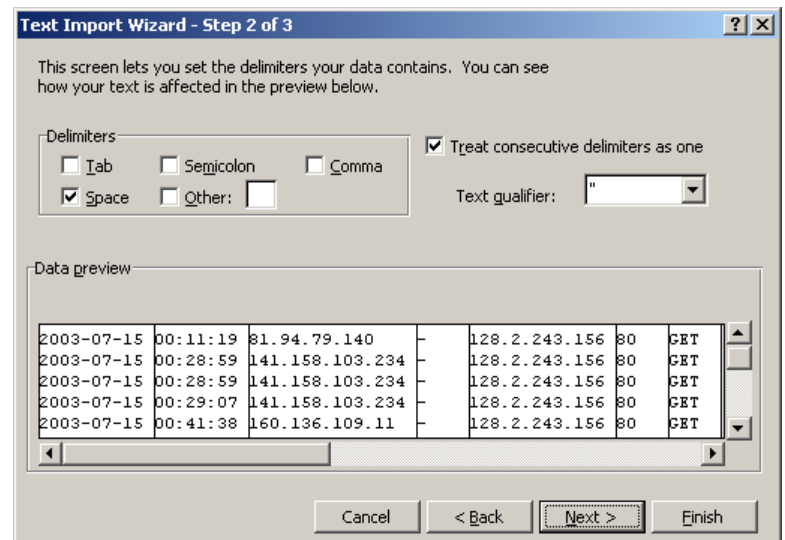 Text Import Wizard - Step 2 of 3
This screen lets you set the delimiters your data contains. You can see
how your text is affected in the preview below.
Delimiters
Tab Semicolon Comma
Space Other:
Treat consecutive delimiters as one
Text qualifier: "
Data preview
2003-07-15 00:11:19 81.94.79.140 - 128.2.243.156 80 GET
2003-07-15 00:28:59 141.158.103.234 - 128.2.243.156 80 GET
2003-07-15 00:28:59 141.158.103.234 - 128.2.243.156 80 GET
2003-07-15 00:29:07 141.158.103.234 - 128.2.243.156 80 GET
2003-07-15 00:41:38 160.136.109.11 - 128.2.243.156 80 GET
Cancel < Back Next > Finish